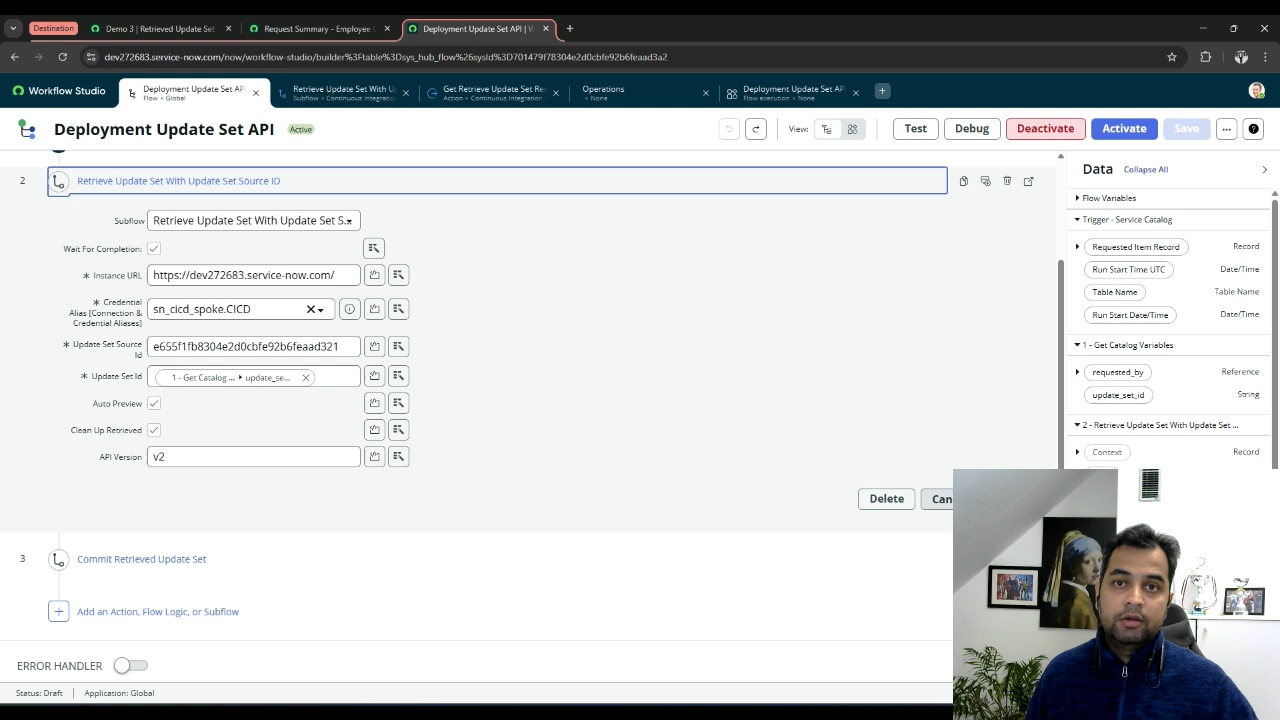 Destination
Demo 3 | Retrieved Update Set
Request Summary - Employee C
Deployment Update Set API | W
dev272683.service-now.com/now/workflow-studio/builder%3Ftable%3Dsys_hub_flow%26sysId%3D701479f78304e2d0cbfe92b6feaad3a2
Workflow Studio
Deployment Update Set API
Flow • Global
Retrieve Update Set With U
Subflow • Continuous Integration
Get Retrieve Update Set Re
Action • Continuous Integration
Operations
• None
Deployment Update Set AP
Flow execution • None
Deployment Update Set API
Active
View:
Test
Debug
Deactivate
Activate
Save
2
Retrieve Update Set With Update Set Source ID
Subflow
Retrieve Update Set With Update Set S..
Wait For Completion:
Instance URL
https://dev272683.service-now.com/
Credential
Alias [Connection &
Credential Aliases]
sn_cicd_spoke.CICD
Update Set Source
Id
e655f1fb8304e2d0cbfe92b6feaad321
Update Set Id
1 - Get Catalog ... update_se...
Auto Preview
Clean Up Retrieved
API Version
v2
Delete
Can
3
Commit Retrieved Update Set
Add an Action, Flow Logic, or Subflow
ERROR HANDLER
Status: Draft
Application: Global
Data
Collapse All
Flow Variables
Trigger - Service Catalog
Requested Item Record
Record
Run Start Time UTC
Date/Time
Table Name
Table Name
Run Start Date/Time
Date/Time
1 - Get Catalog Variables
requested_by
Reference
update_set_id
String
2 - Retrieve Update Set With Update Set ...
Context
Record